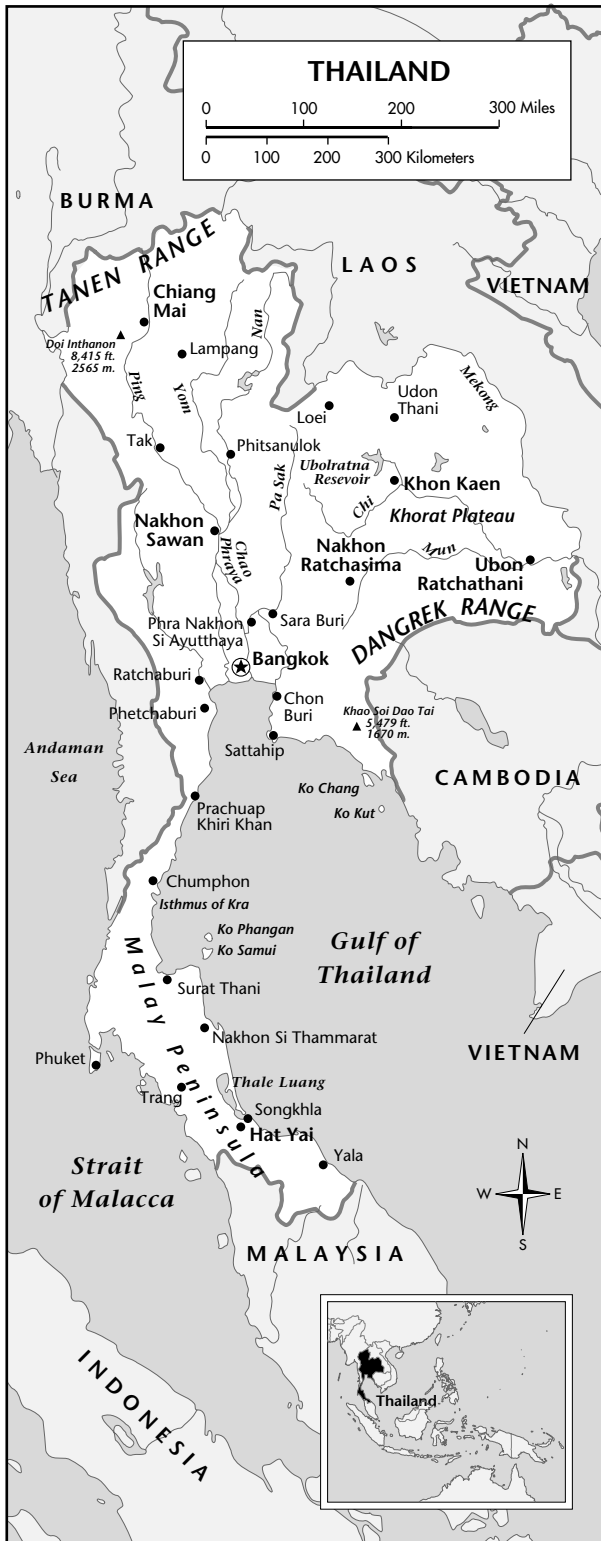 THAILAND
0 100 200 300 Miles
0 100 200 300 Kilometers
BURMA
LAOS
VIETNAM
TANEN RANGE
Chiang
Mai
Doi Inthanon
8,415 ft.
2565 m.
Lampang
Nan
Ping
Yom
Mekong
Loei
Udon
Thani
Tak
Phitsanulok
Pa Sak
Ubolratna
Resevoir
Khon Kaen
Chi
Khorat Plateau
Nakhon
Sawan
Chao
Phraya
Nakhon
Ratchasima
Mun
Ubon
Ratchathani
Phra Nakhon
Si Ayutthaya
Sara Buri
DANGREK RANGE
Bangkok
Ratchaburi
Phetchaburi
Chon
Buri
Khao Soi Dao Tai
5,479 ft.
1670 m.
Sattahip
Andaman
Sea
CAMBODIA
Ko Chang
Ko Kut
Prachuap
Khiri Khan
Chumphon
Isthmus of Kra
Ko Phangan
Ko Samui
Gulf of
Thailand
Malay Peninsula
Surat Thani
Nakhon Si Thammarat
VIETNAM
Phuket
Trang
Thale Luang
Songkhla
Hat Yai
Yala
Strait
of Malacca
N
W E
S
MALAYSIA
INDONESIA
Thailand